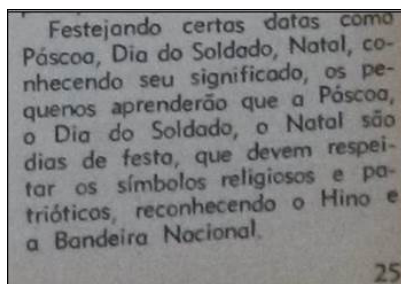 Festejando certas datas como
Páscoa, Dia do Soldado, Natal, co-
nhecendo seu significado, os pe-
quenos aprenderão que a Páscoa,
o Dia do Soldado, o Natal são
dias de festa, que devem respei-
tar os símbolos religiosos e pa-
trióticos, reconhecendo o Hino e
a Bandeira Nacional.
25